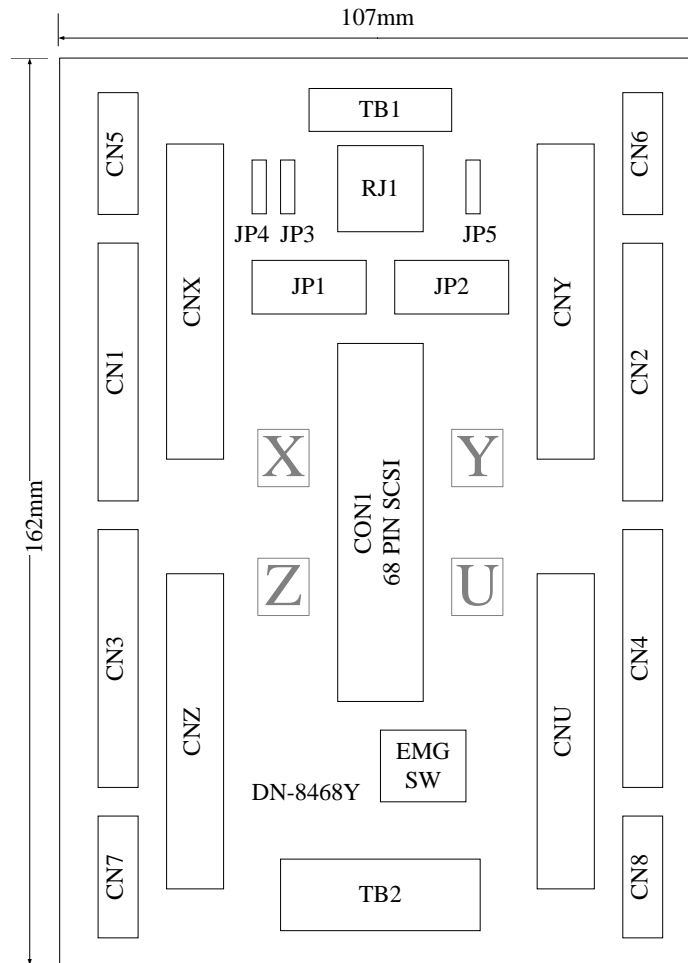 107mm
TB1
CN5
CN6
RJ1
JP4
JP3
JP5
CNX
CNY
JP1
JP2
CN1
CN2
X
Y
CON1
68 PIN SCSI
162mm
Z
U
CN3
CN4
CNZ
CNU
EMG
SW
DN-8468Y
CN7
CN8
TB2